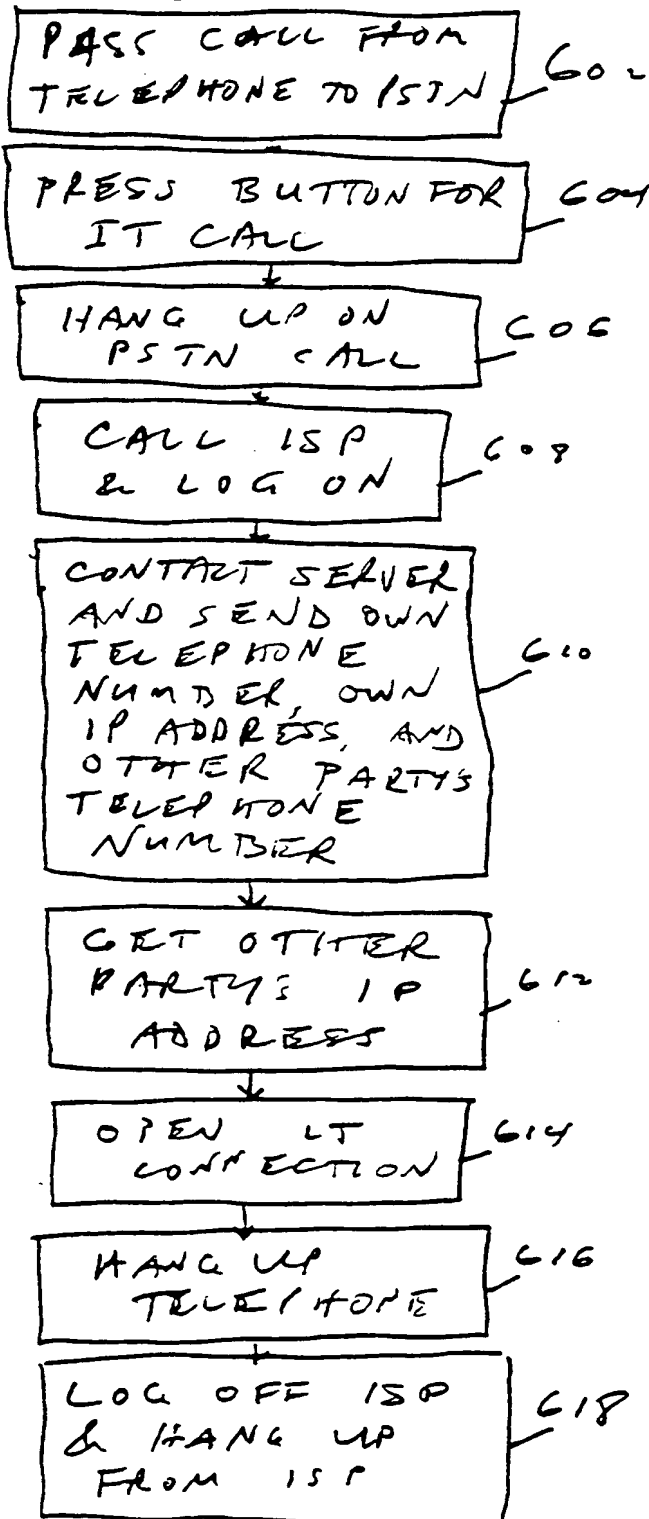 PASS CALL FROM
TELEPHONE TO PSTN
602
PRESS BUTTON FOR
IT CALL
604
HANG UP ON
PSTN CALL
606
CALL ISP
& LOG ON
608
CONTACT SERVER
AND SEND OWN
TELEPHONE
NUMBER, OWN
IP ADDRESS, AND
OTHER PARTY'S
TELEPHONE
NUMBER
610
GET OTHER
PARTY'S IP
ADDRESS
612
OPEN IT
CONNECTION
614
HANG UP
TELEPHONE
616
LOG OFF ISP
& HANG UP
FROM ISP
618